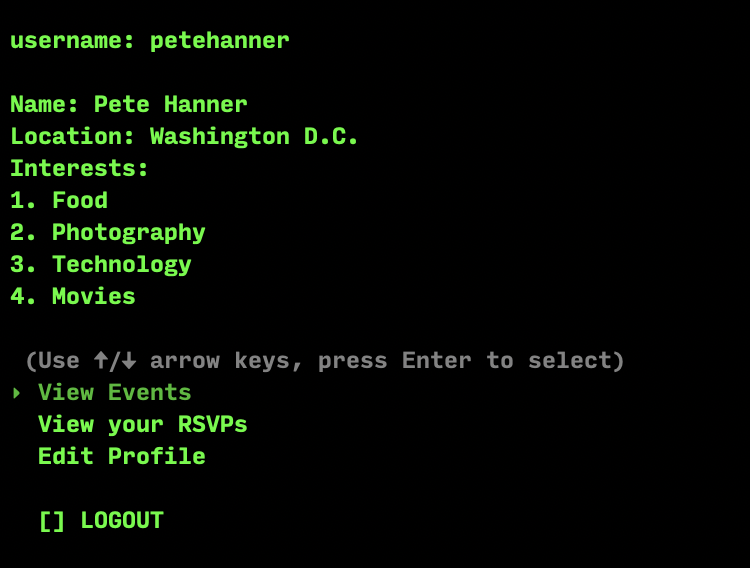 username: petehanner
Name: Pete Hanner
Location: Washington D.C.
Interests:
1. Food
2. Photography
3. Technology
4. Movies
(Use ↑/↓ arrow keys, press Enter to select)
‣ View Events
View your RSVPs
Edit Profile
[] LOGOUT